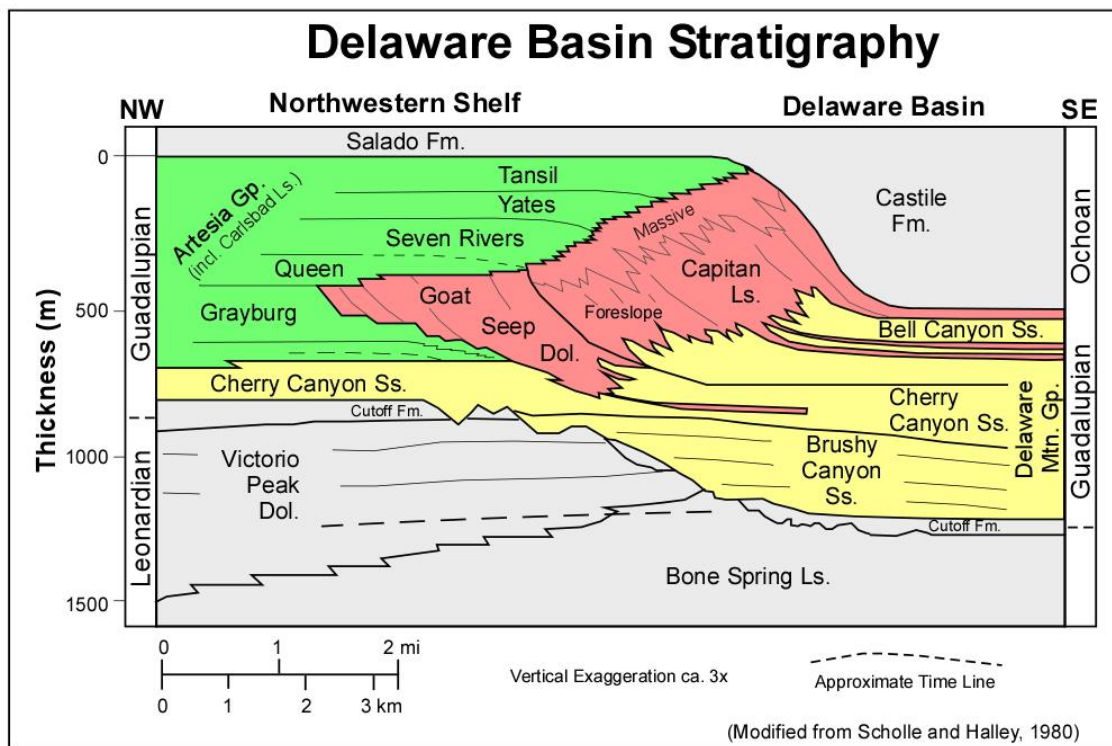 Delaware Basin Stratigraphy
NW
Northwestern Shelf
Delaware Basin
SE
Salado Fm.
0
500
1000
1500
Thickness (m)
Guadalupian
Leonardian
Artesia Gp.
(incl. Carlsbad Ls.)
Tansil
Yates
Seven Rivers
Queen
Grayburg
Goat
Seep
Dol.
Massive
Capitan
Ls.
Foreslope
Castile
Fm.
Bell Canyon Ss.
Cherry Canyon Ss.
Cherry
Canyon Ss.
Brushy
Canyon
Ss.
Delaware
Mtn. Gp.
Cutoff Fm.
Victorio
Peak
Dol.
Cutoff Fm.
Bone Spring Ls.
Ochoan
Guadalupian
0 1 2 mi
0 1 2 3 km
Vertical Exaggeration ca. 3x
Approximate Time Line
(Modified from Scholle and Halley, 1980)